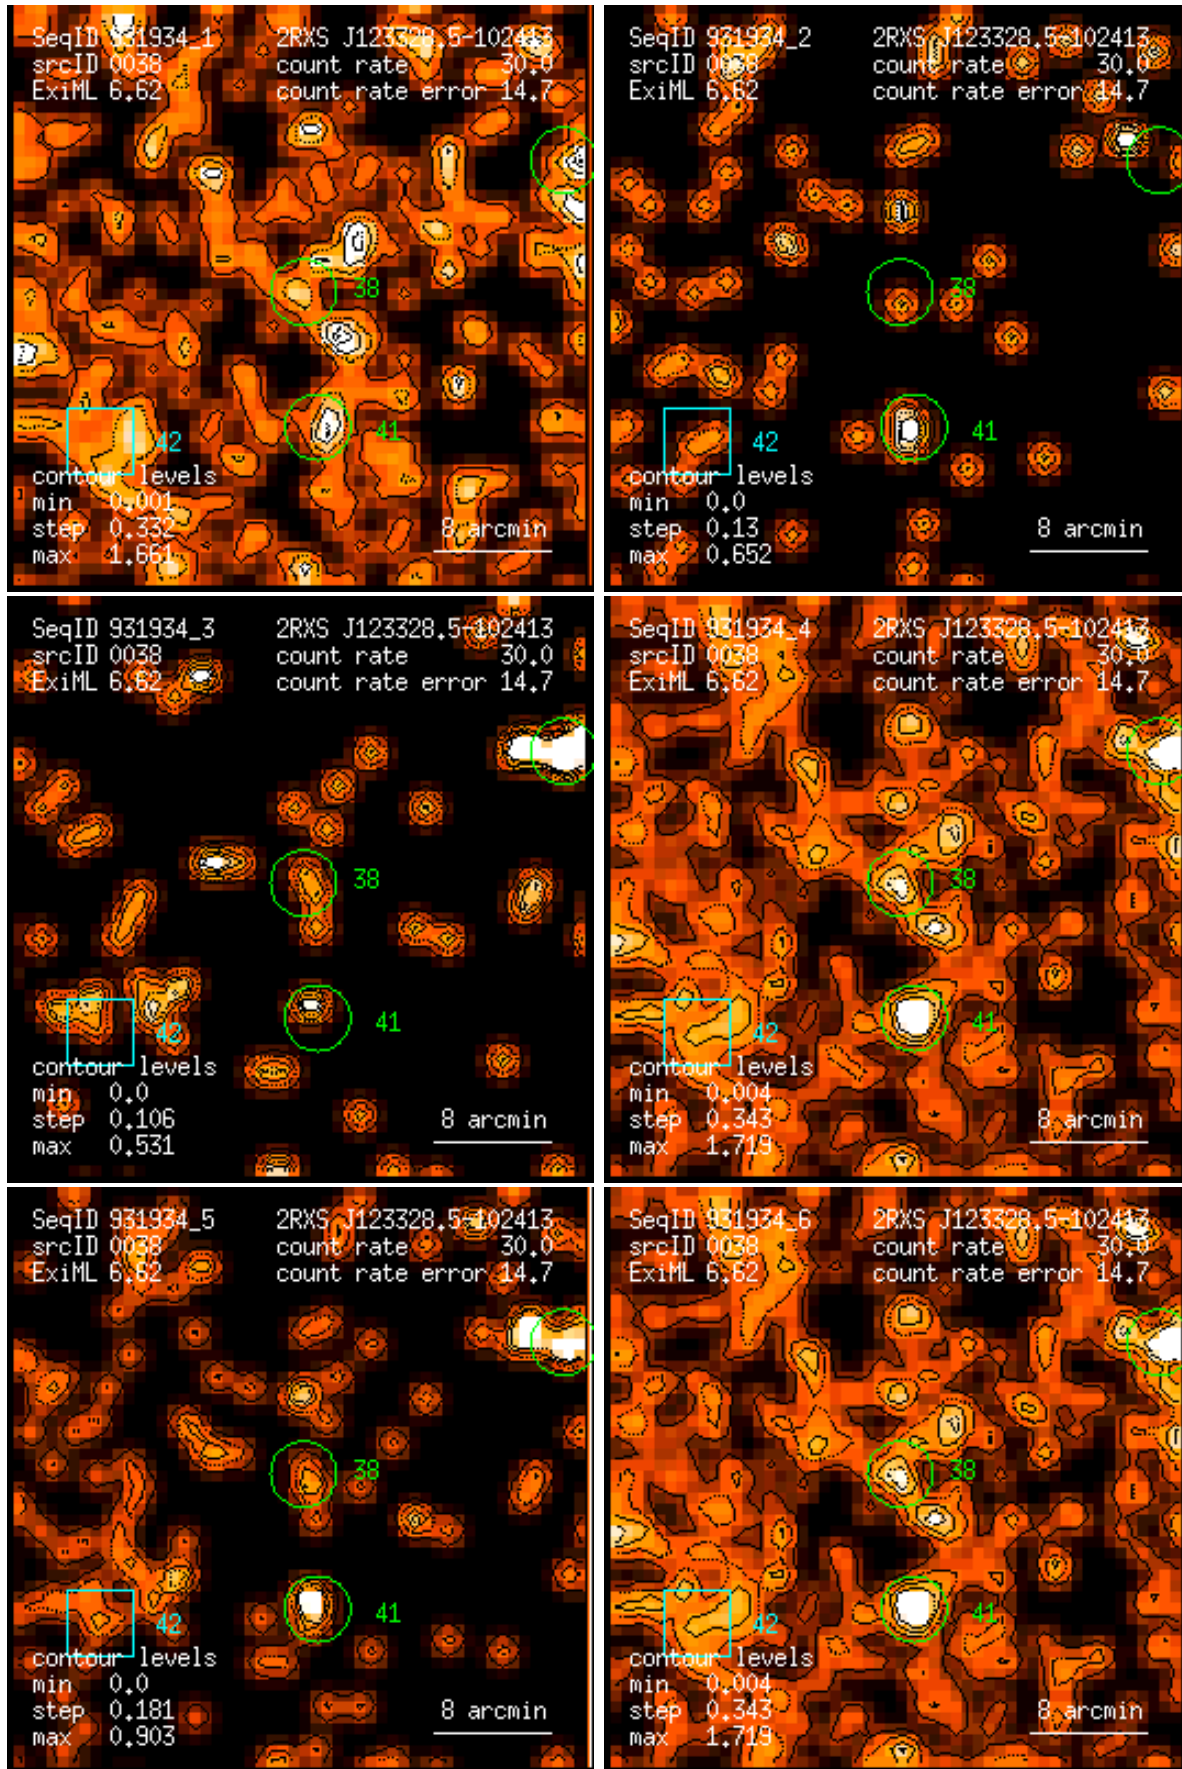 SeqID 931934_1 2RXS J123328.5-102413
srcID 0038 count rate 30.0
ExiML 6.62 count rate error 14.7
38
41
42
contour levels
min 0.001
step 0.332
max 1.661
8 arcmin
SeqID 931934_2 2RXS J123328.5-102413
srcID 0038 count rate 30.0
ExiML 6.62 count rate error 14.7
38
41
42
contour levels
min 0.0
step 0.13
max 0.652
8 arcmin
SeqID 931934_3 2RXS J123328.5-102413
srcID 0038 count rate 30.0
ExiML 6.62 count rate error 14.7
38
41
42
contour levels
min 0.0
step 0.106
max 0.531
8 arcmin
SeqID 931934_4 2RXS J123328.5-102413
srcID 0038 count rate 30.0
ExiML 6.62 count rate error 14.7
38
41
42
contour levels
min 0.004
step 0.343
max 1.719
8 arcmin
SeqID 931934_5 2RXS J123328.5-102413
srcID 0038 count rate 30.0
ExiML 6.62 count rate error 14.7
38
41
42
contour levels
min 0.0
step 0.181
max 0.903
8 arcmin
SeqID 931934_6 2RXS J123328.5-102413
srcID 0038 count rate 30.0
ExiML 6.62 count rate error 14.7
38
41
42
contour levels
min 0.004
step 0.343
max 1.719
8 arcmin